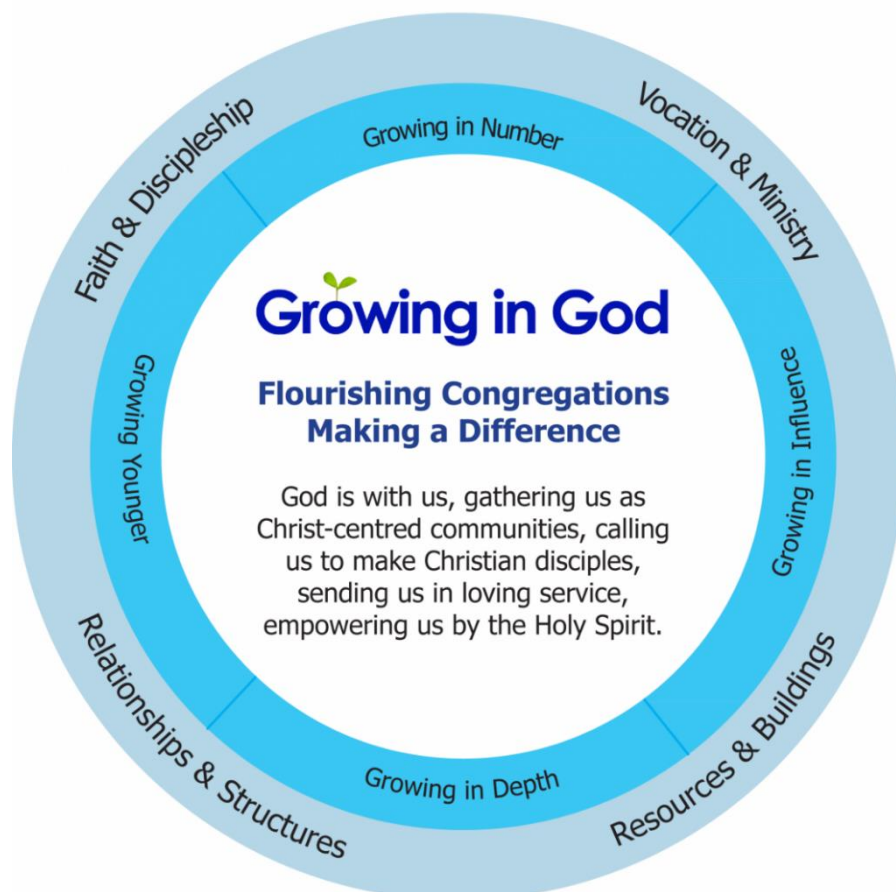 Faith & Discipleship
Vocation & Ministry
Growing in Number
Growing Younger
Growing in Influence
Growing in God
Flourishing Congregations
Making a Difference
God is with us, gathering us as
Christ-centred communities, calling
us to make Christian disciples,
sending us in loving service,
empowering us by the Holy Spirit.
Growing in Depth
Relationships & Structures
Resources & Buildings